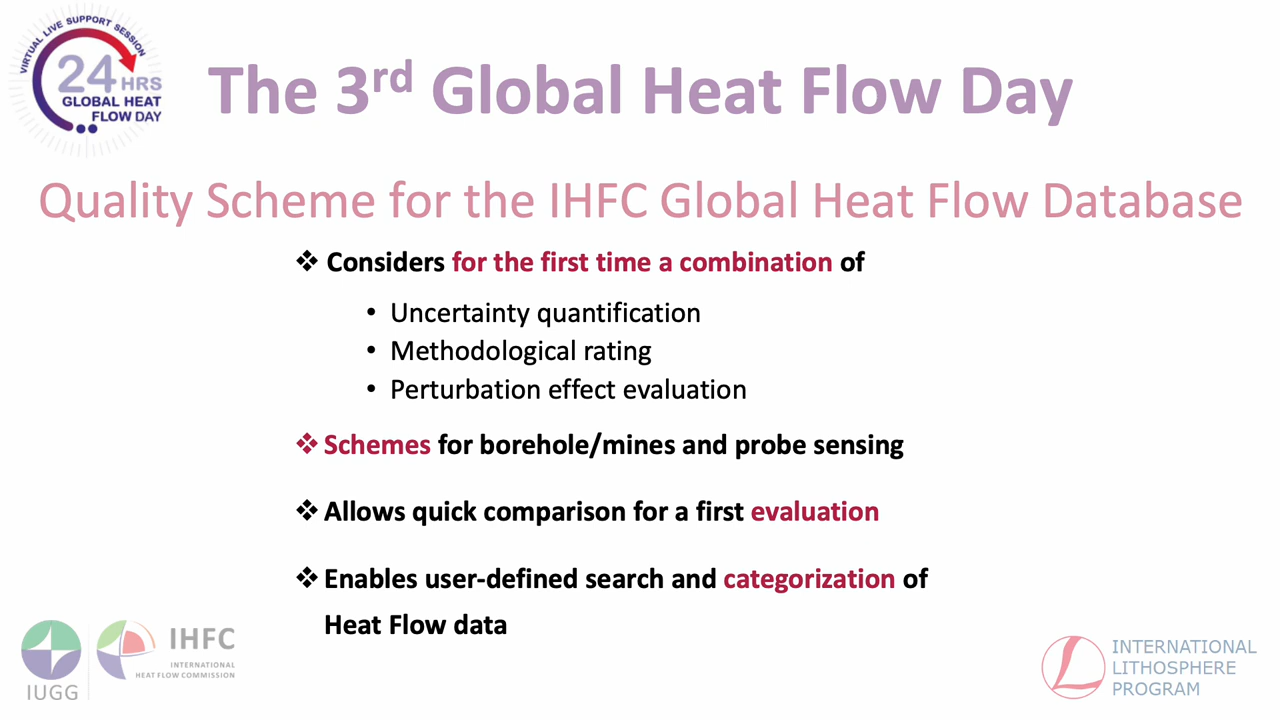 VIRTUAL LIVE SUPPORT SESSION
24 HRS
GLOBAL HEAT
FLOW DAY
The 3rd Global Heat Flow Day
Quality Scheme for the IHFC Global Heat Flow Database
❖ Considers for the first time a combination of
• Uncertainty quantification
• Methodological rating
• Perturbation effect evaluation
❖ Schemes for borehole/mines and probe sensing
❖ Allows quick comparison for a first evaluation
❖ Enables user-defined search and categorization of
Heat Flow data
IUGG
IHFC
INTERNATIONAL
HEAT FLOW COMMISSION
INTERNATIONAL
LITHOSPHERE
PROGRAM